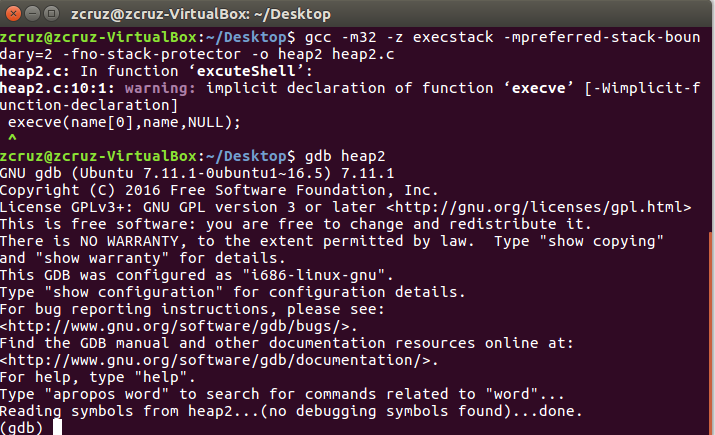 zcruz@zcruz-VirtualBox: ~/Desktop
zcruz@zcruz-VirtualBox:~/Desktop$ gcc -m32 -z execstack -mpreferred-stack-boun
dary=2 -fno-stack-protector -o heap2 heap2.c
heap2.c: In function ‘excuteShell’:
heap2.c:10:1: warning: implicit declaration of function ‘execve’ [-Wimplicit-f
unction-declaration]
 execve(name[0],name,NULL);
 ^
zcruz@zcruz-VirtualBox:~/Desktop$ gdb heap2
GNU gdb (Ubuntu 7.11.1-0ubuntu1~16.5) 7.11.1
Copyright (C) 2016 Free Software Foundation, Inc.
License GPLv3+: GNU GPL version 3 or later <http://gnu.org/licenses/gpl.html>
This is free software: you are free to change and redistribute it.
There is NO WARRANTY, to the extent permitted by law.  Type "show copying"
and "show warranty" for details.
This GDB was configured as "i686-linux-gnu".
Type "show configuration" for configuration details.
For bug reporting instructions, please see:
<http://www.gnu.org/software/gdb/bugs/>.
Find the GDB manual and other documentation resources online at:
<http://www.gnu.org/software/gdb/documentation/>.
For help, type "help".
Type "apropos word" to search for commands related to "word"...
Reading symbols from heap2...(no debugging symbols found)...done.
(gdb)